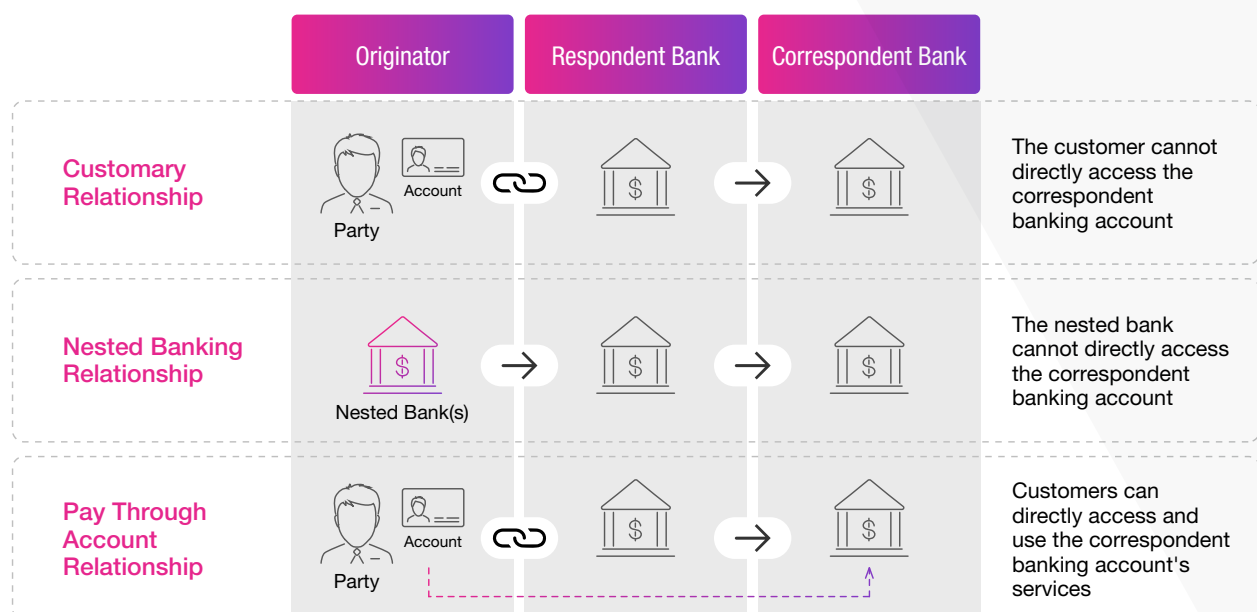 Originator
Respondent Bank
Correspondent Bank
Customary
Relationship
Account
Party
$
$
The customer cannot
directly access the
correspondent
banking account
Nested Banking
Relationship
$
Nested Bank(s)
$
$
The nested bank
cannot directly access
the correspondent
banking account
Pay Through
Account
Relationship
Account
Party
$
$
Customers can
directly access and
use the correspondent
banking account's
services